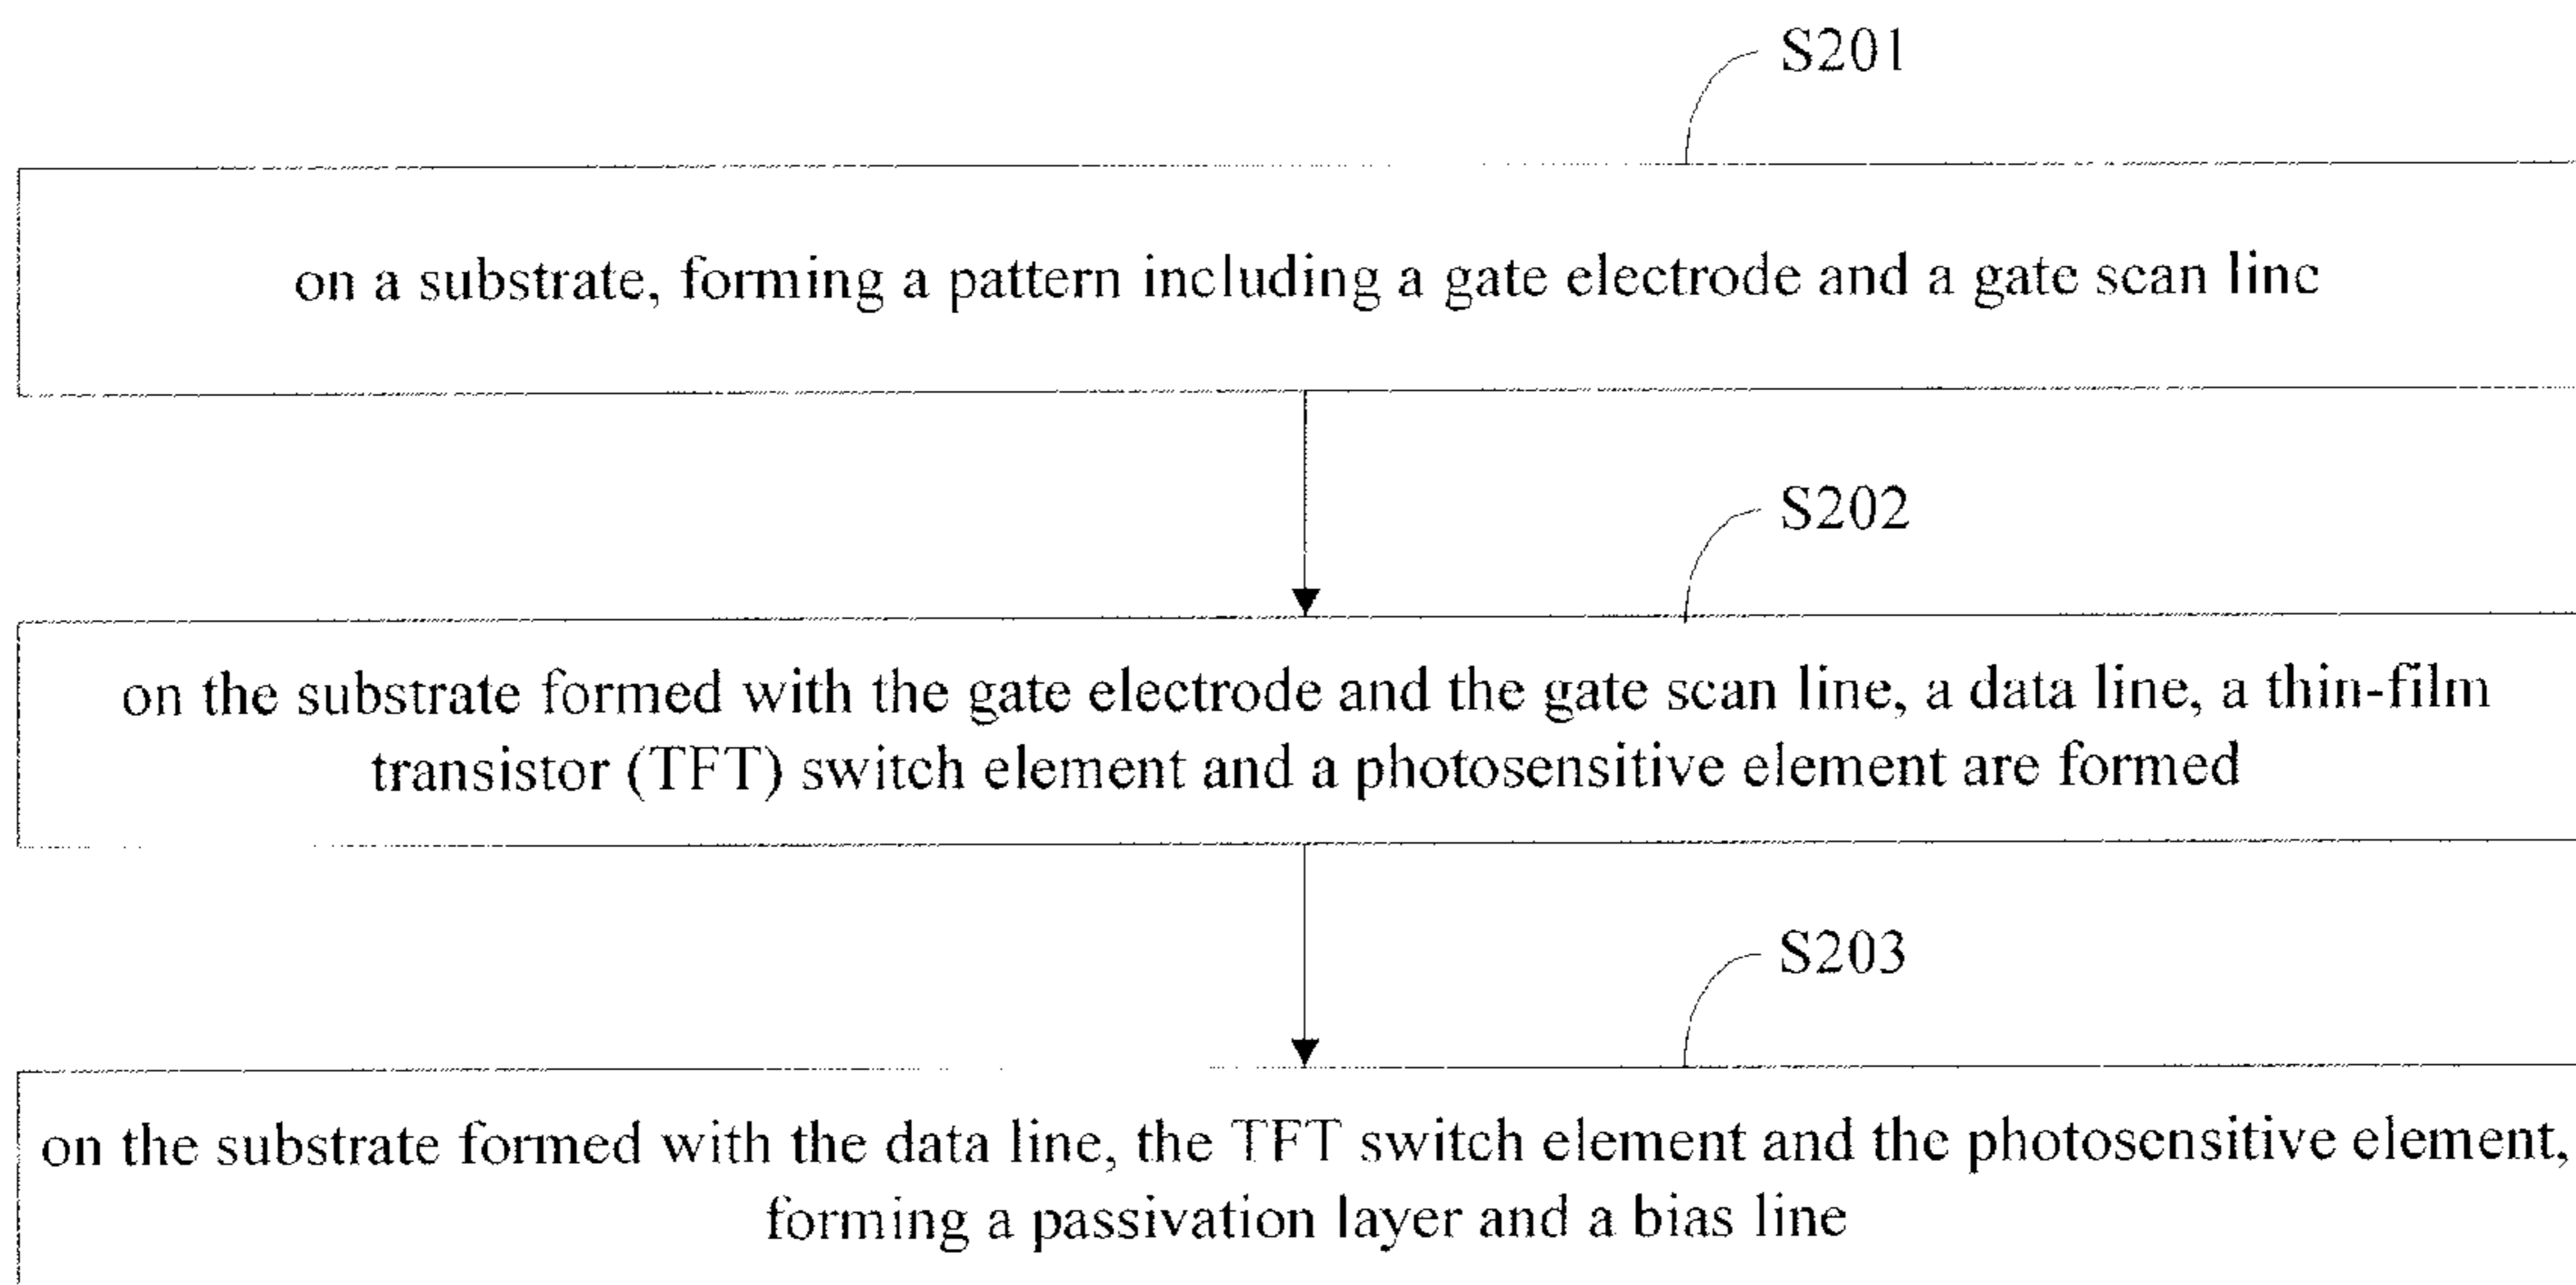 S201
on a substrate, forming a pattern including a gate electrode and a gate scan line
S202
on the substrate formed with the gate electrode and the gate scan line, a data line, a thin-film
transistor (TFT) switch element and a photosensitive element are formed
S203
on the substrate formed with the data line, the TFT switch element and the photosensitive element,
forming a passivation layer and a bias line